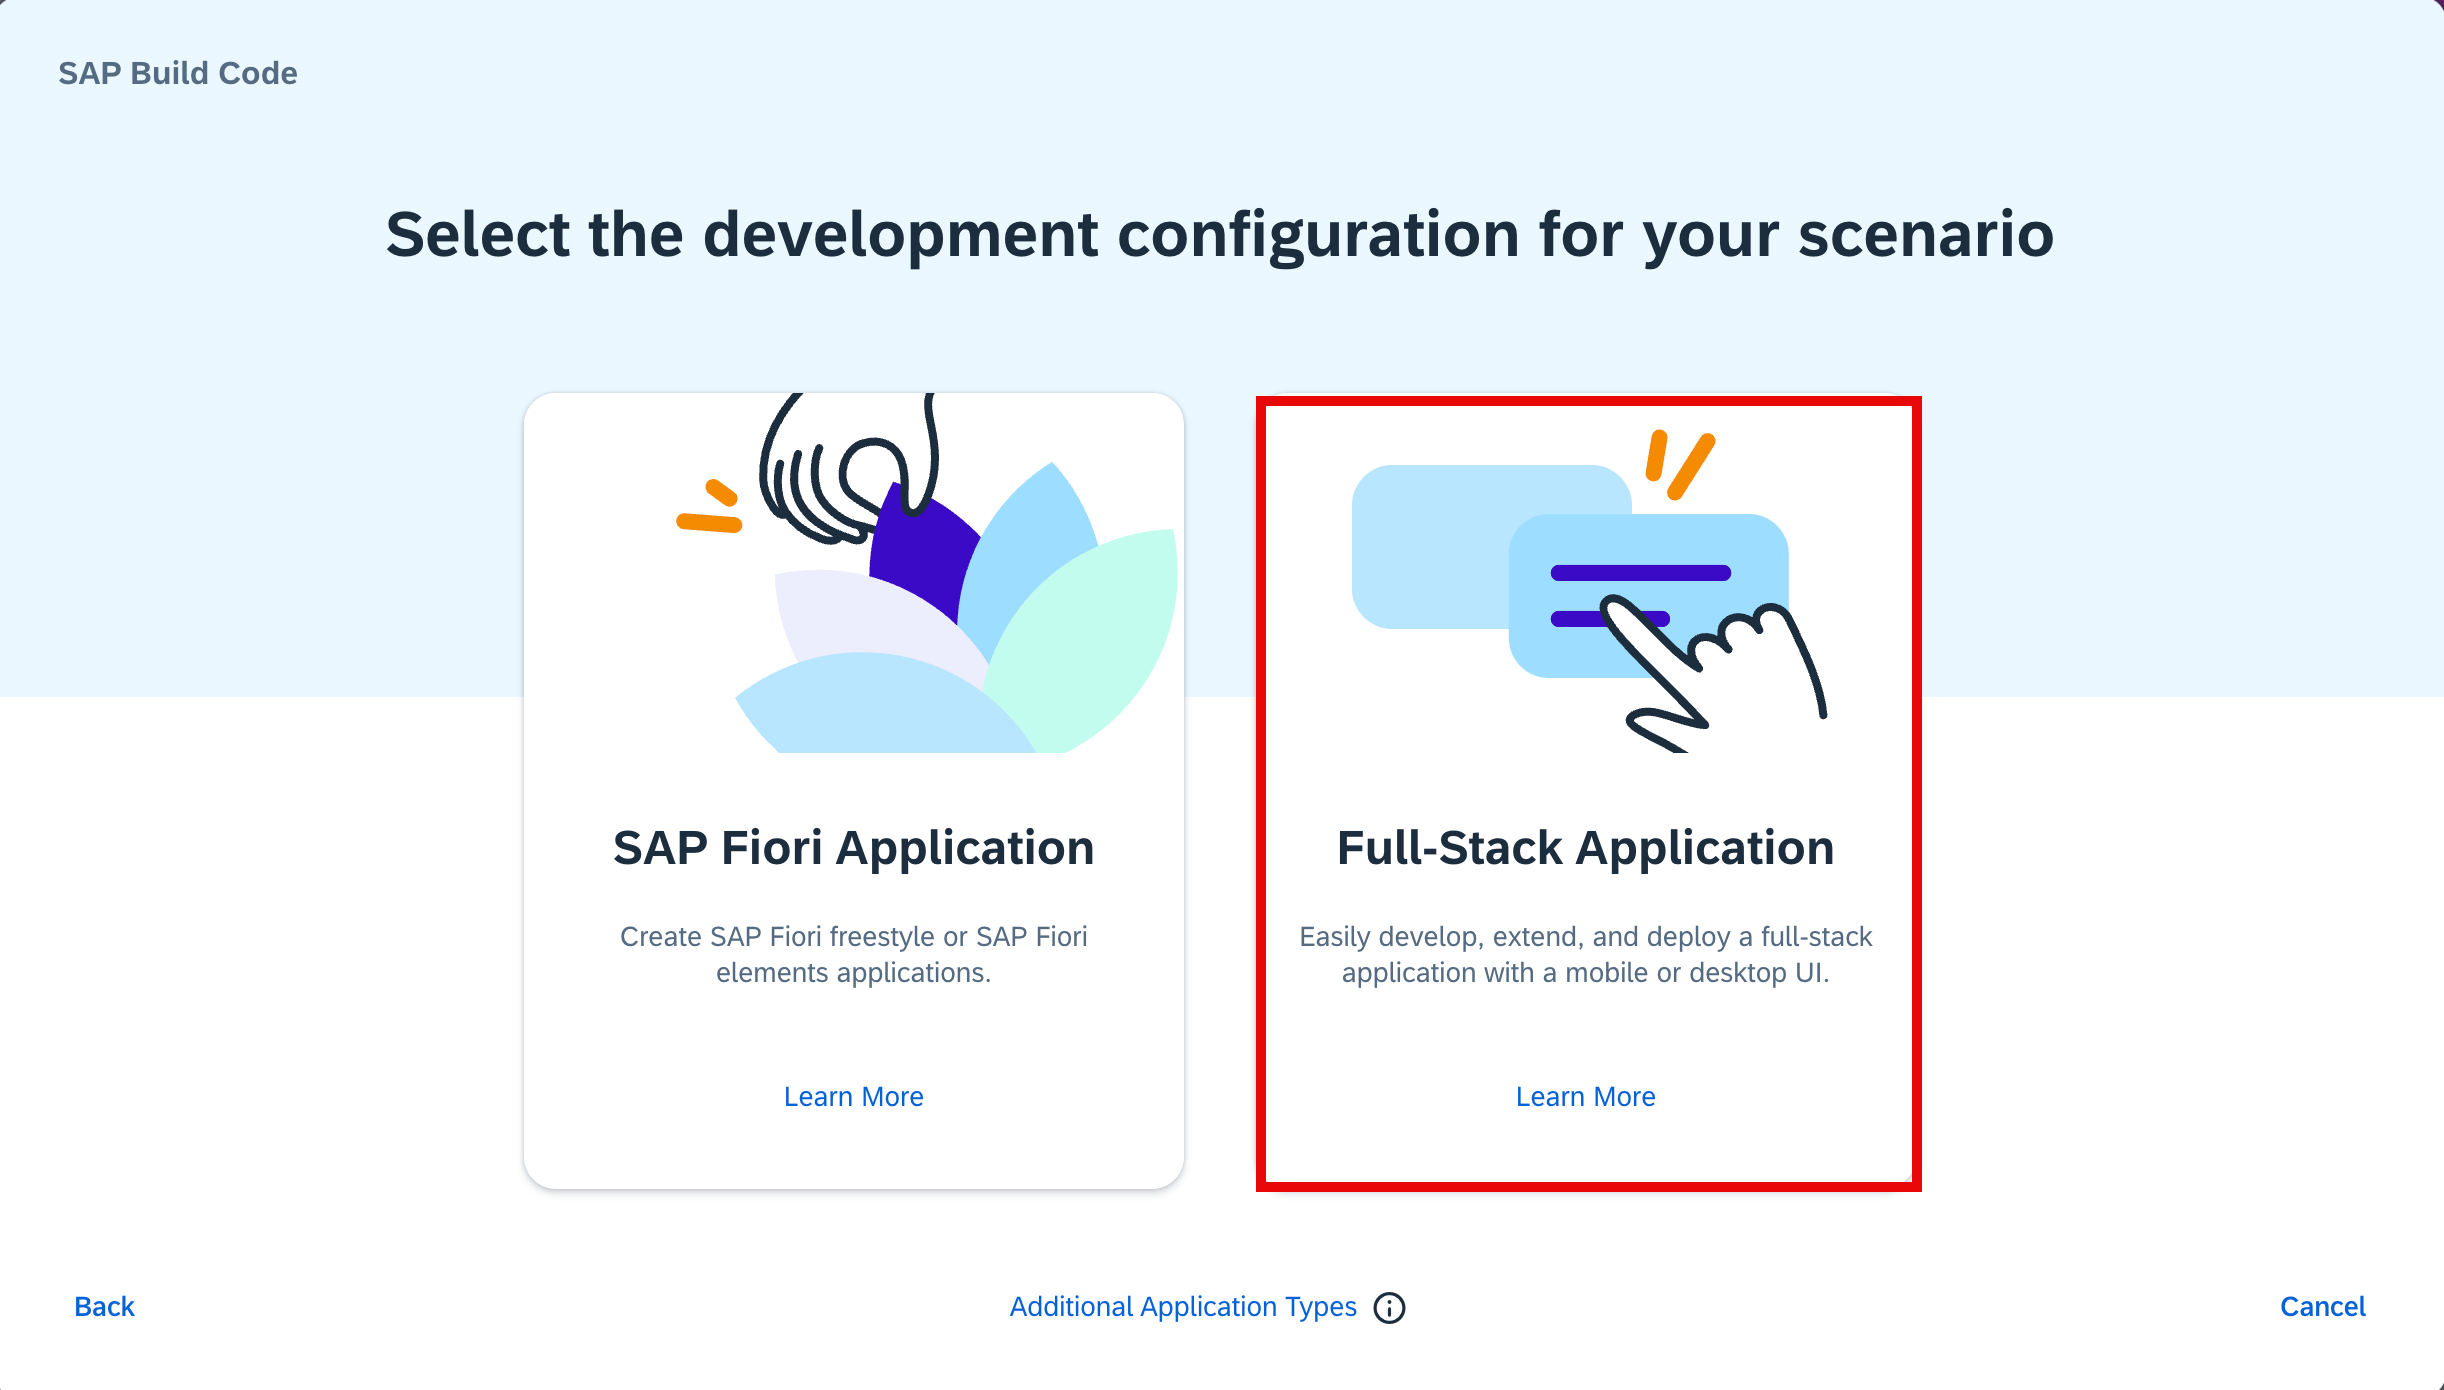 SAP Build Code
Select the development configuration for your scenario
SAP Fiori Application
Create SAP Fiori freestyle or SAP Fiori
elements applications.
Learn More
Full-Stack Application
Easily develop, extend, and deploy a full-stack
application with a mobile or desktop UI.
Learn More
Back
Additional Application Types
Cancel